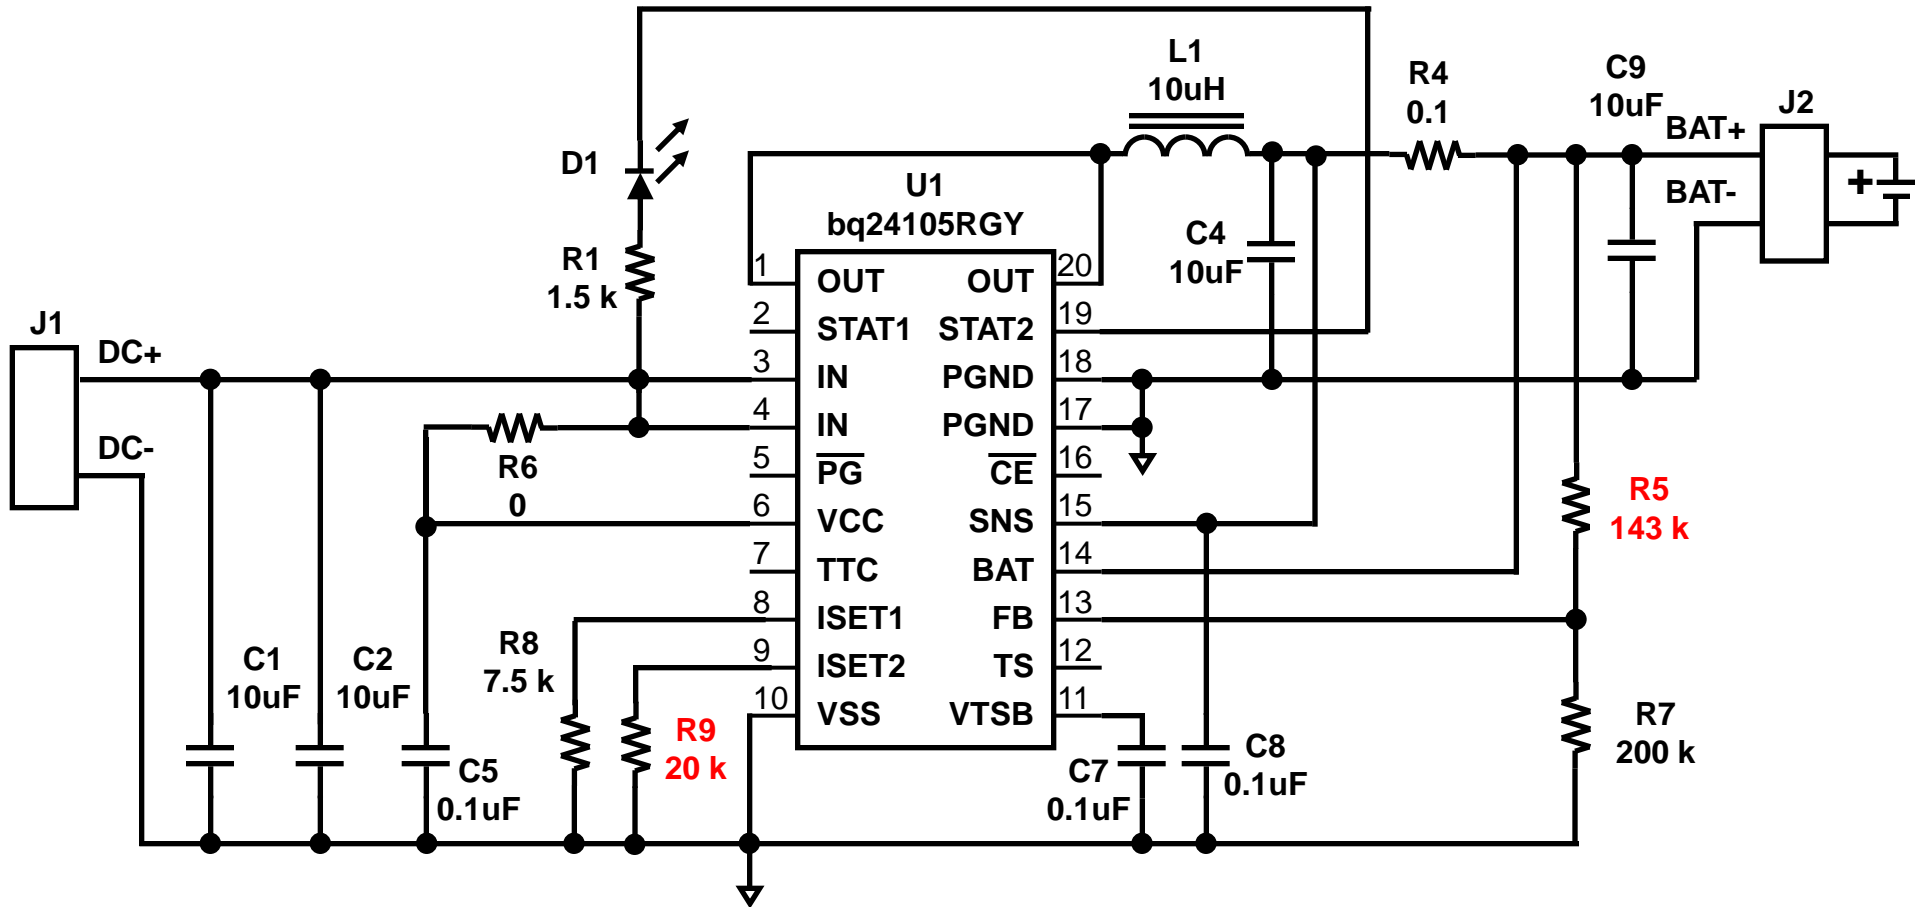 L1
10uH
R4
0.1
C9
10uF
J2
BAT+
BAT-
+
D1
U1
bq24105RGY
R1
1.5 k
C4
10uF
J1
DC+
DC-
1 OUT OUT 20
2 STAT1 STAT2 19
3 IN PGND 18
4 IN PGND 17
5 PG CE 16
6 VCC SNS 15
7 TTC BAT 14
8 ISET1 FB 13
9 ISET2 TS 12
10 VSS VTSB 11
R6
0
R5
143 k
C1
10uF
C2
10uF
R8
7.5 k
R9
20 k
C5
0.1uF
C7
0.1uF
C8
0.1uF
R7
200 k